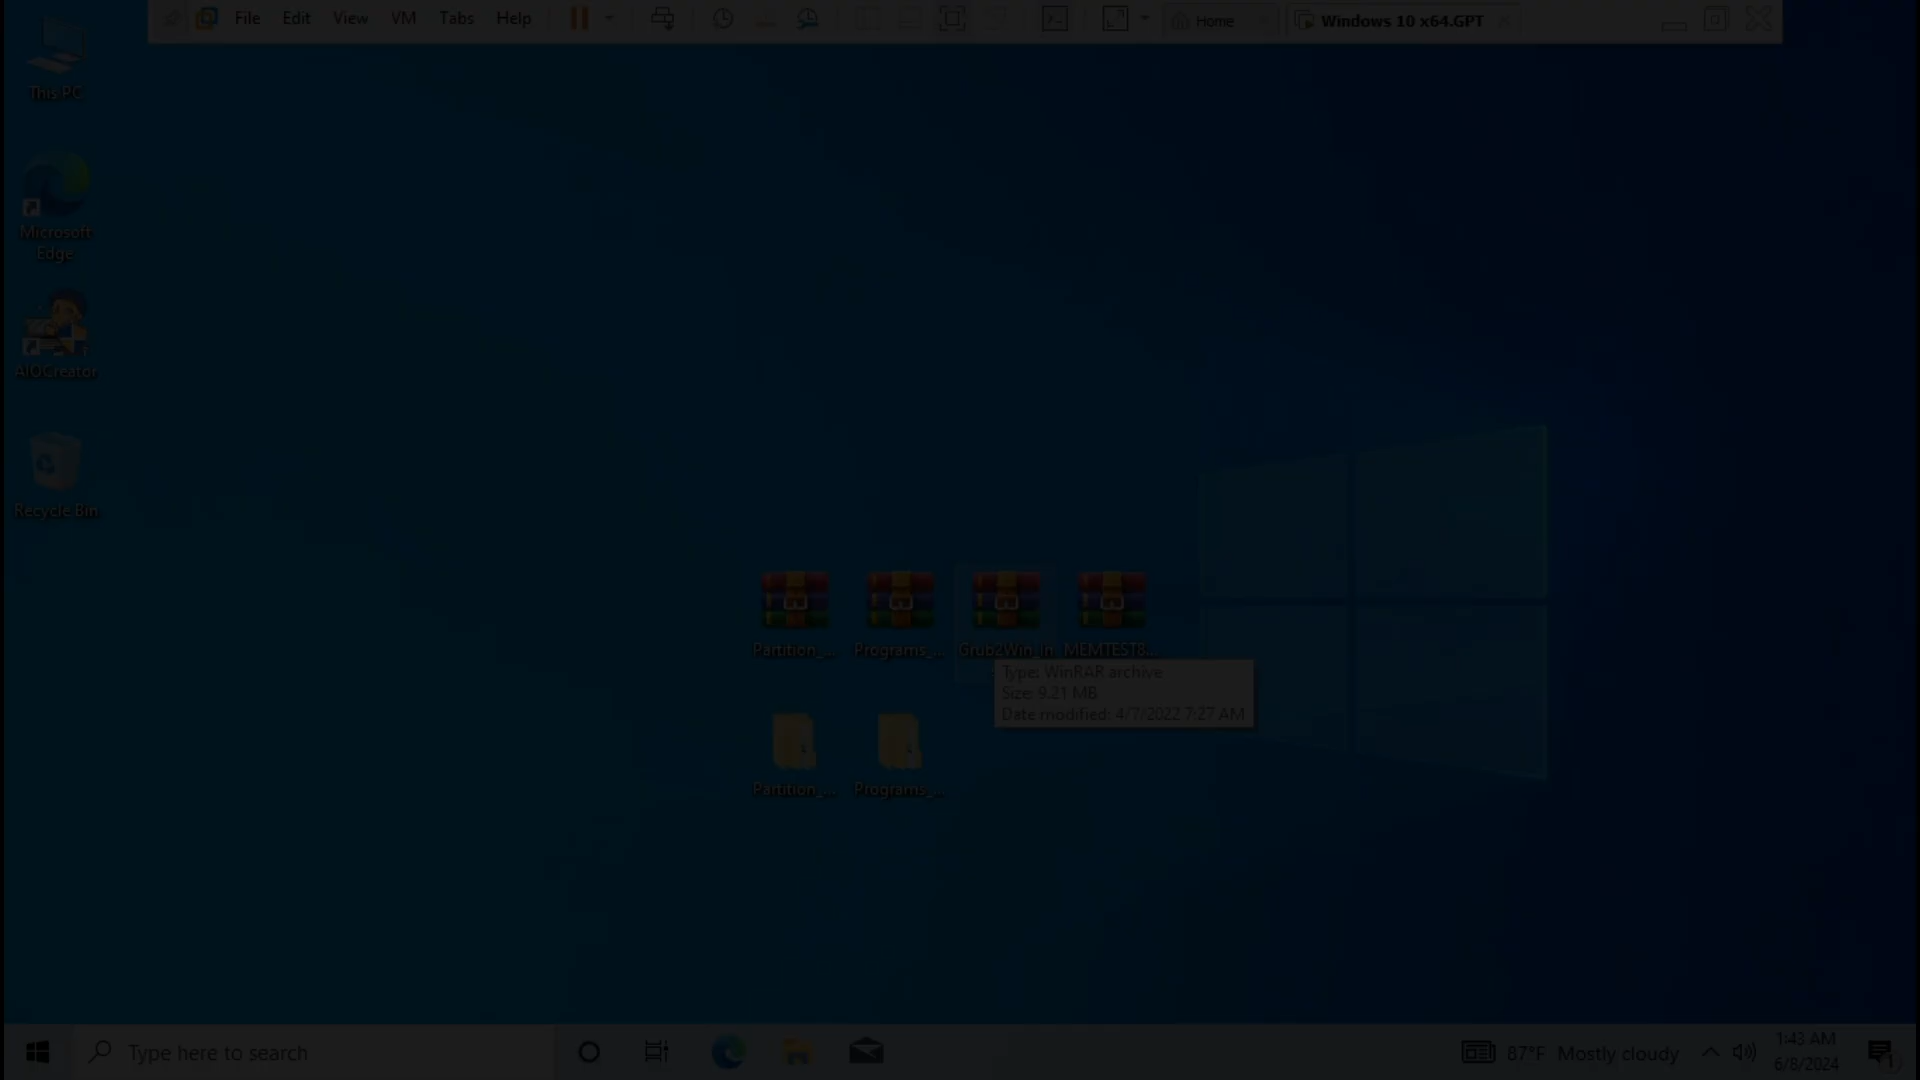 File Edit View VM Tabs Help Home Windows 10 x64.GPT
This PC
Microsoft
Edge
AIOCreator
Recycle Bin
Partition_... Programs_... Grub2Win_In MEMTEST8...
Type: WinRAR archive
Size: 9.21 MB
Date modified: 4/7/2022 7:27 AM
Partition_... Programs_...
Type here to search 87°F Mostly cloudy 1:43 AM
6/8/2024
1